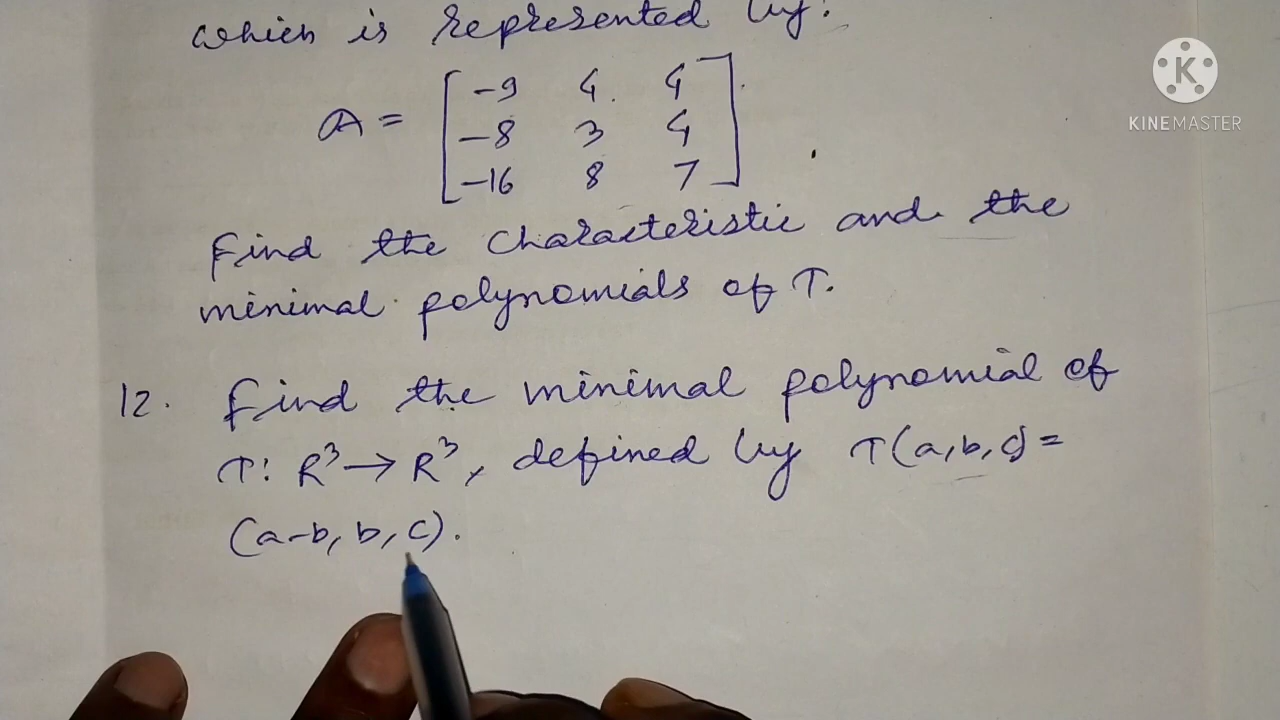 which is represented by:
K
KINEMASTER
A = [ -9 4 4
-8 3 4
-16 8 7 ]
Find the characteristic and the
minimal polynomials of T.
12. Find the minimal polynomial of
T: R³ → R³, defined by T(a,b,c) =
(a-b, b, c).